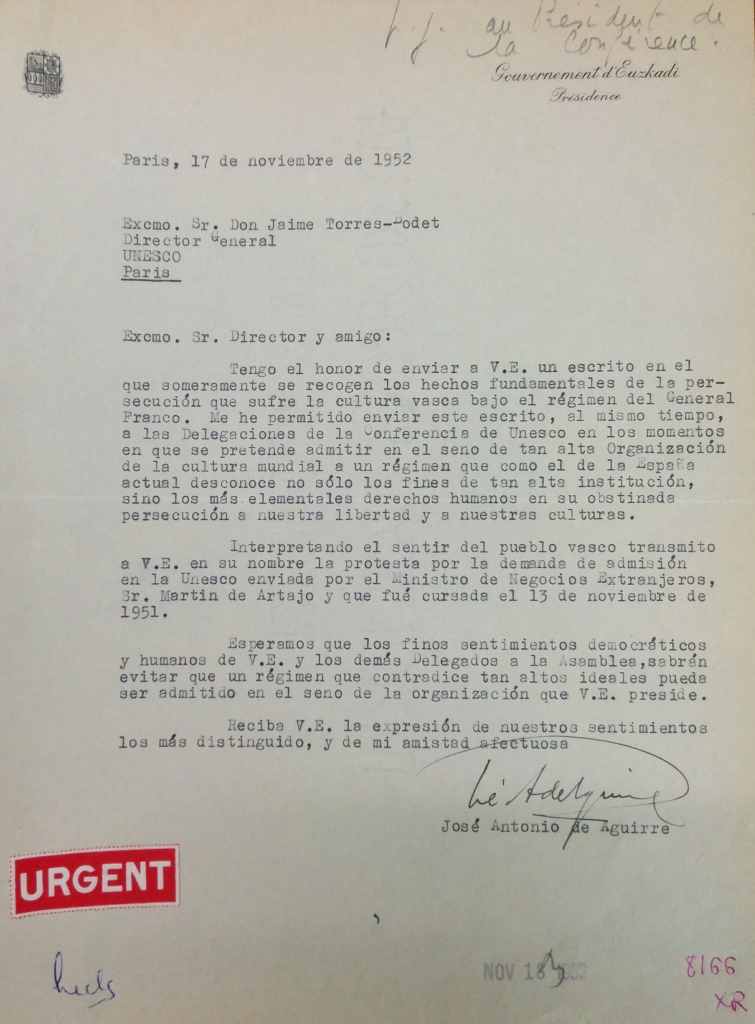 au Président de
la Conférence.
Gouvernement d'Euzkadi
Présidence
Paris, 17 de noviembre de 1952
Excmo. Sr. Don Jaime Torres-Bodet
Director General
UNESCO
Paris
Excmo. Sr. Director y amigo:
Tengo el honor de enviar a V.E. un escrito en el
que someramente se recogen los hechos fundamentales de la per-
secución que sufre la cultura vasca bajo el régimen del General
Franco. Me he permitido enviar este escrito, al mismo tiempo,
a las Delegaciones de la Conferencia de Unesco en los momentos
en que se pretende admitir en el seno de tan alta Organización
de la cultura mundial a un régimen que como el de la España
actual desconoce no sólo los fines de tan alta institución,
sino los más elementales derechos humanos en su obstinada
persecución a nuestra libertad y a nuestras culturas.
Interpretando el sentir del pueblo vasco transmito
a V.E. en su nombre la protesta por la demanda de admisión
en la Unesco enviada por el Ministro de Negocios Extranjeros,
Sr. Martin de Artajo y que fué cursada el 13 de noviembre de
1951.
Esperamos que los finos sentimientos democráticos
y humanos de V.E. y los demás Delegados a la Asamblea,sabrán
evitar que un régimen que contradice tan altos ideales pueda
ser admitido en el seno de la organización que V.E. preside.
Reciba V.E. la expresión de nuestros sentimientos
los más distinguido, y de mi amistad afectuosa
José Antonio de Aguirre
URGENT
NOV 18 1952
8166
XR